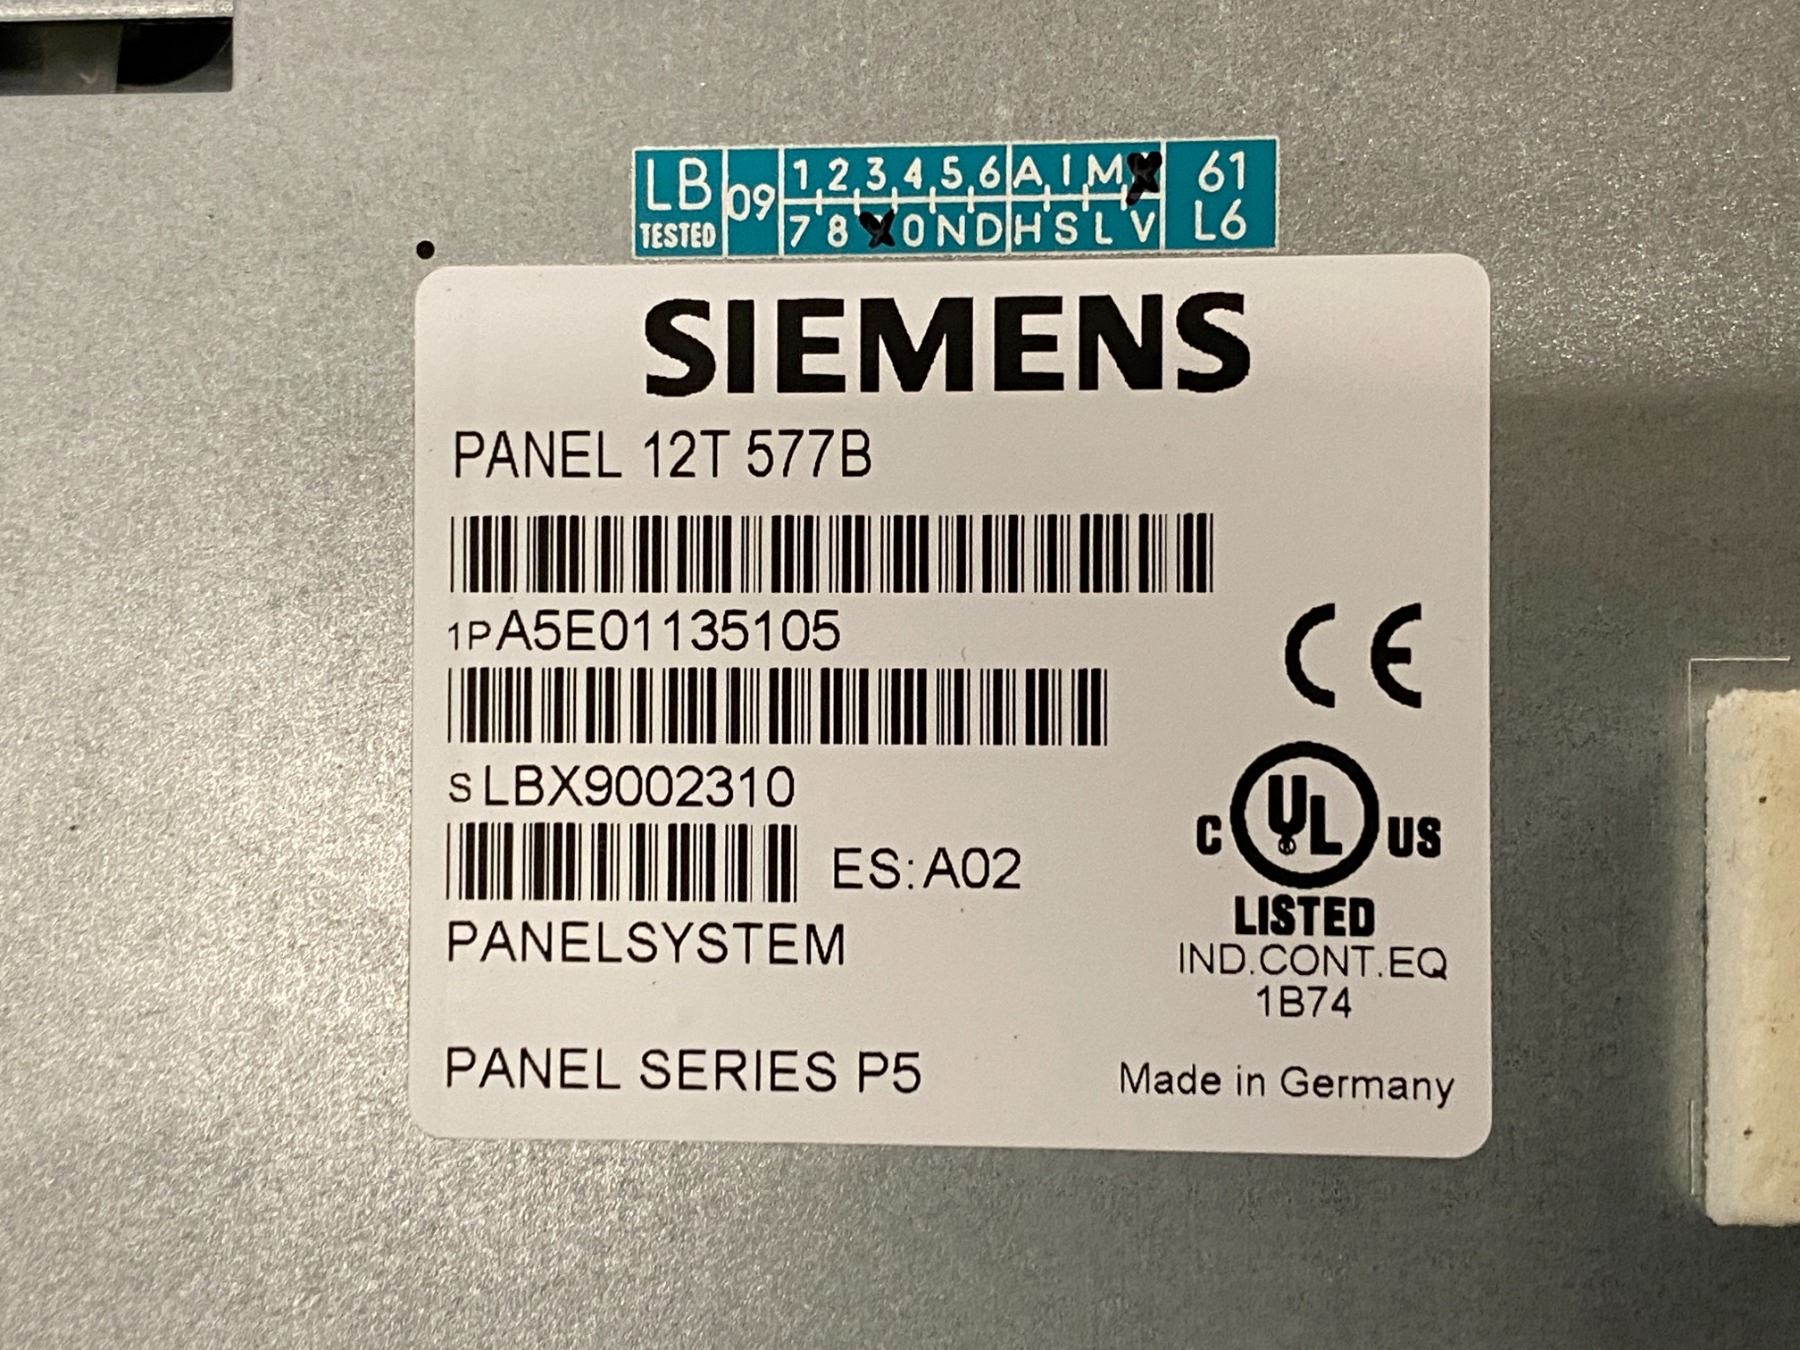 LB 09 1 2 3 4 5 6 A I M 61
TESTED 7 8 0 N D H S L V L6
SIEMENS
PANEL 12T 577B
1P A5E01135105
S LBX9002310
ES: A02
PANELSYSTEM
PANEL SERIES P5
CE
C UL US
LISTED
IND.CONT.EQ
1B74
Made in Germany